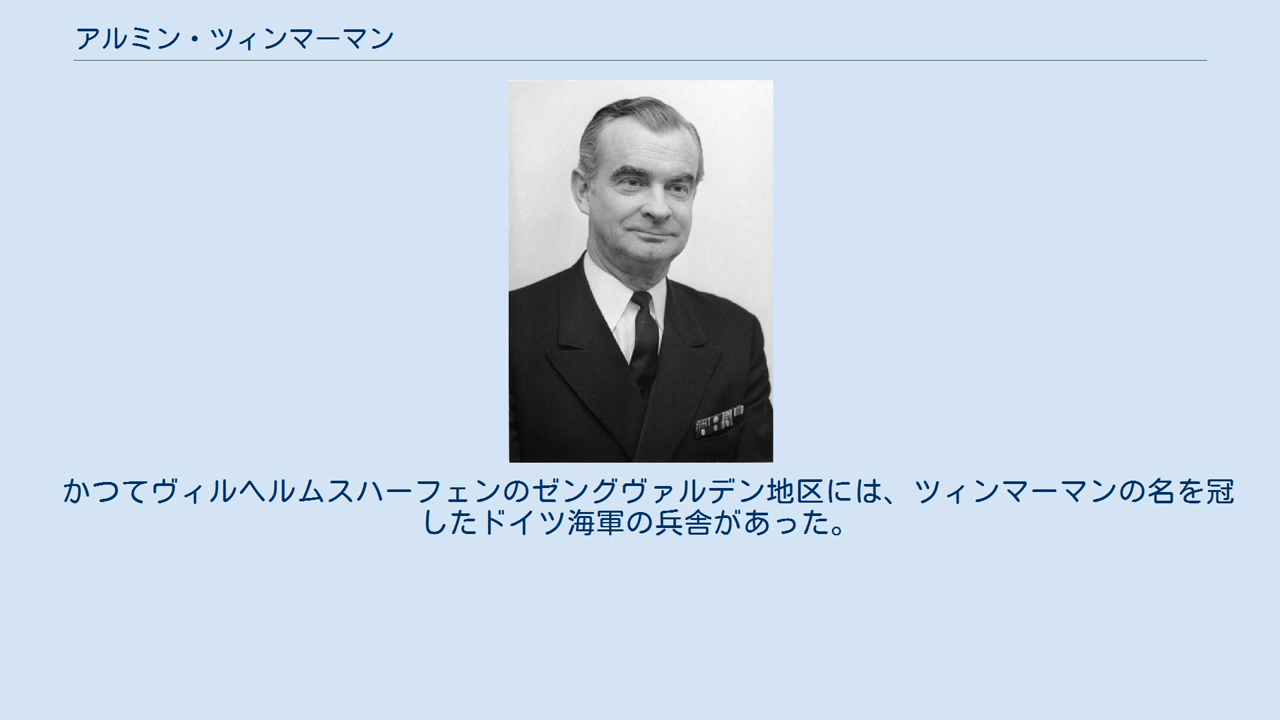 アルミン・ツィンマーマン
かつてヴィルヘルムスハーフェンのゼングヴァルデン地区には、ツィンマーマンの名を冠
したドイツ海軍の兵舎があった。